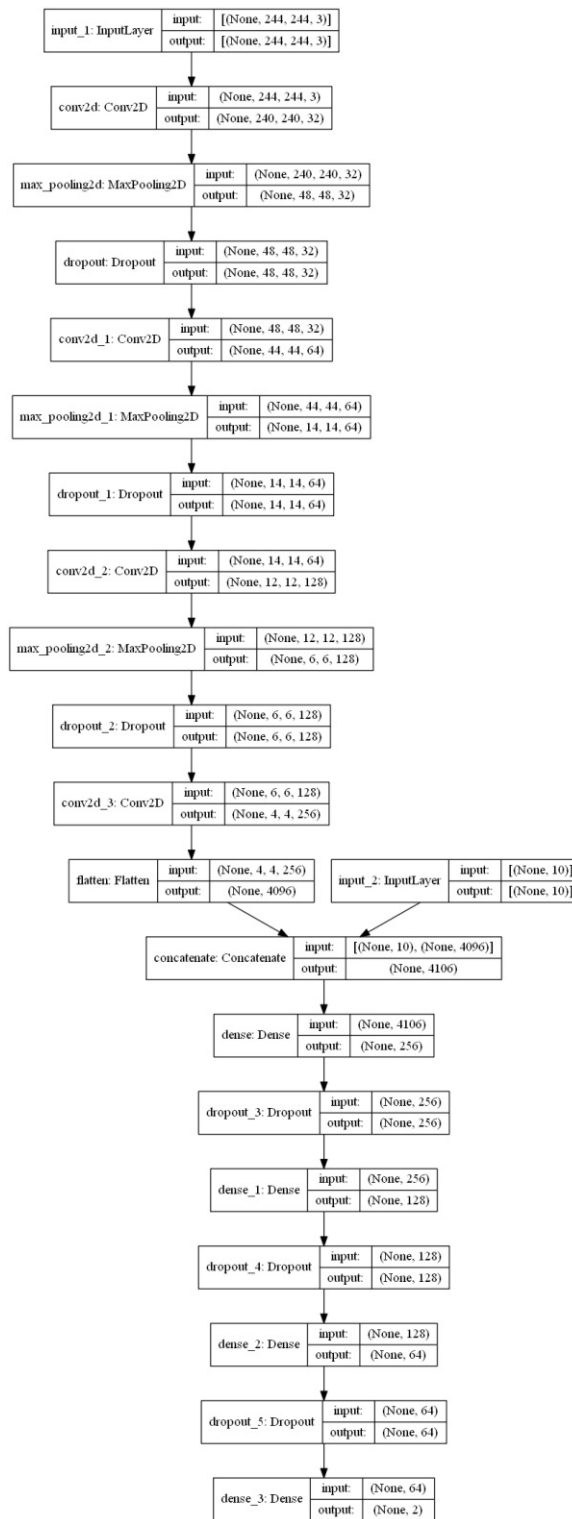 input_1: InputLayer
input: [(None, 244, 244, 3)]
output: [(None, 244, 244, 3)]
conv2d: Conv2D
input: (None, 244, 244, 3)
output: (None, 240, 240, 32)
max_pooling2d: MaxPooling2D
input: (None, 240, 240, 32)
output: (None, 48, 48, 32)
dropout: Dropout
input: (None, 48, 48, 32)
output: (None, 48, 48, 32)
conv2d_1: Conv2D
input: (None, 48, 48, 32)
output: (None, 44, 44, 64)
max_pooling2d_1: MaxPooling2D
input: (None, 44, 44, 64)
output: (None, 14, 14, 64)
dropout_1: Dropout
input: (None, 14, 14, 64)
output: (None, 14, 14, 64)
conv2d_2: Conv2D
input: (None, 14, 14, 64)
output: (None, 12, 12, 128)
max_pooling2d_2: MaxPooling2D
input: (None, 12, 12, 128)
output: (None, 6, 6, 128)
dropout_2: Dropout
input: (None, 6, 6, 128)
output: (None, 6, 6, 128)
conv2d_3: Conv2D
input: (None, 6, 6, 128)
output: (None, 4, 4, 256)
flatten: Flatten
input: (None, 4, 4, 256)
output: (None, 4096)
input_2: InputLayer
input: [(None, 10)]
output: [(None, 10)]
concatenate: Concatenate
input: [(None, 10), (None, 4096)]
output: (None, 4106)
dense: Dense
input: (None, 4106)
output: (None, 256)
dropout_3: Dropout
input: (None, 256)
output: (None, 256)
dense_1: Dense
input: (None, 256)
output: (None, 128)
dropout_4: Dropout
input: (None, 128)
output: (None, 128)
dense_2: Dense
input: (None, 128)
output: (None, 64)
dropout_5: Dropout
input: (None, 64)
output: (None, 64)
dense_3: Dense
input: (None, 64)
output: (None, 2)